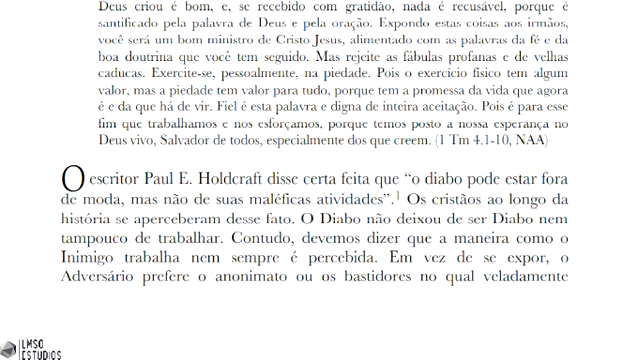 Deus criou é bom, e, se recebido com gratidão, nada é recusável, porque é
santificado pela palavra de Deus e pela oração. Expondo estas coisas aos irmãos,
você será um bom ministro de Cristo Jesus, alimentado com as palavras da fé e da
boa doutrina que você tem seguido. Mas rejeite as fábulas profanas e de velhas
caducas. Exercite-se, pessoalmente, na piedade. Pois o exercício físico tem algum
valor, mas a piedade tem valor para tudo, porque tem a promessa da vida que agora
é e da que há de vir. Fiel é esta palavra e digna de inteira aceitação. Pois é para esse
fim que trabalhamos e nos esforçamos, porque temos posto a nossa esperança no
Deus vivo, Salvador de todos, especialmente dos que creem. (1 Tm 4.1-10, NAA)
O escritor Paul E. Holdcraft disse certa feita que “o diabo pode estar fora
de moda, mas não de suas maléficas atividades”.¹ Os cristãos ao longo da
história se aperceberam desse fato. O Diabo não deixou de ser Diabo nem
tampouco de trabalhar. Contudo, devemos dizer que a maneira como o
Inimigo trabalha nem sempre é percebida. Em vez de se expor, o
Adversário prefere o anonimato ou os bastidores no qual veladamente
LMSO
ESTUDIOS